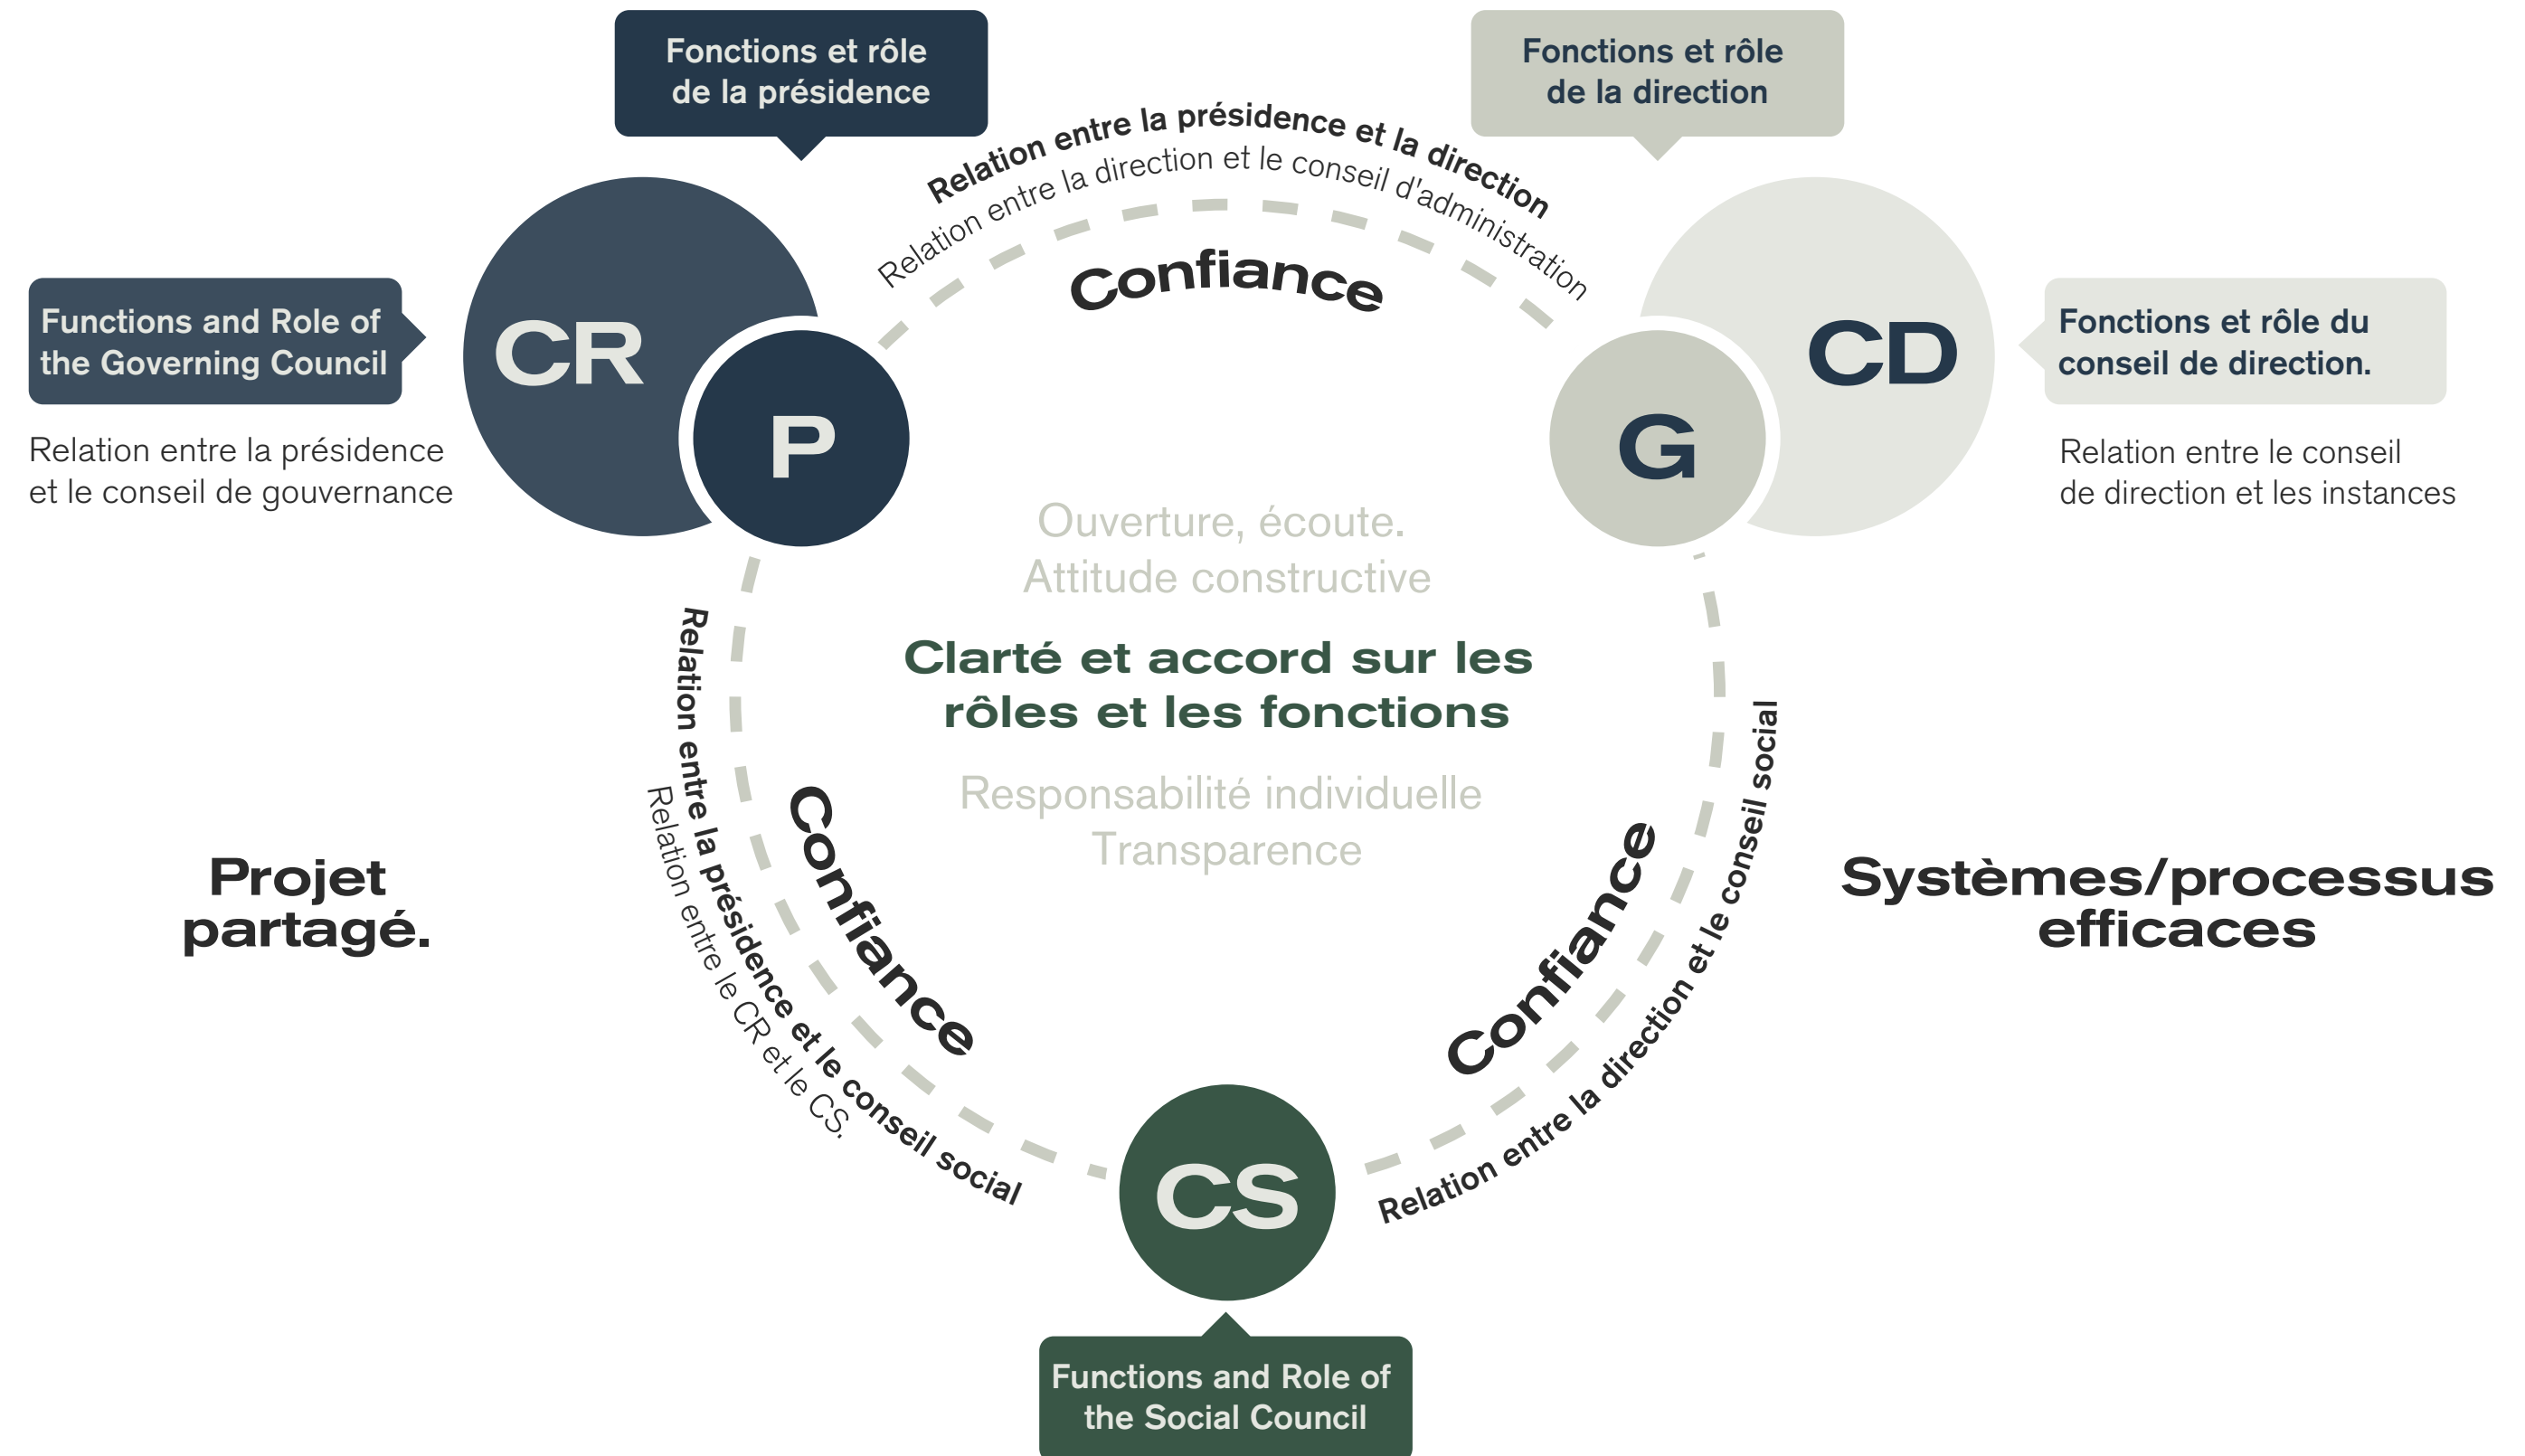 Fonctions et rôle
de la présidence
Fonctions et rôle
de la direction
Relation entre la présidence et la direction
Relation entre la direction et le conseil d'administration
Confiance
Functions and Role of
the Governing Council
Relation entre la présidence
et le conseil de gouvernance
CR
P
G
CD
Fonctions et rôle du
conseil de direction.
Relation entre le conseil
de direction et les instances
Ouverture, écoute.
Attitude constructive
Clarté et accord sur les
rôles et les fonctions
Responsabilité individuelle
Transparence
Projet
partagé.
Relation entre la présidence et le conseil social
Relation entre le CR et le CS.
Confiance
Confiance
Relation entre la direction et le conseil social
Systèmes/processus
efficaces
CS
Functions and Role of
the Social Council